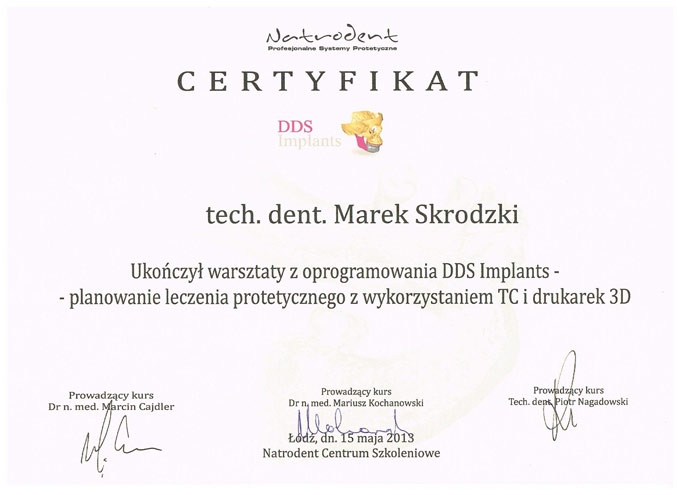 Natrodent
Profesjonalne Systemy Protetyczne
CERTYFIKAT
DDS
Implants
tech. dent. Marek Skrodzki
Ukończył warsztaty z oprogramowania DDS Implants -
- planowanie leczenia protetycznego z wykorzystaniem TC i drukarek 3D
Prowadzący kurs
Dr n. med. Marcin Cajdler
Prowadzący kurs
Dr n. med. Mariusz Kochanowski
Prowadzący kurs
Tech. dent. Piotr Nagadowski
Łódź, dn. 15 maja 2013
Natrodent Centrum Szkoleniowe